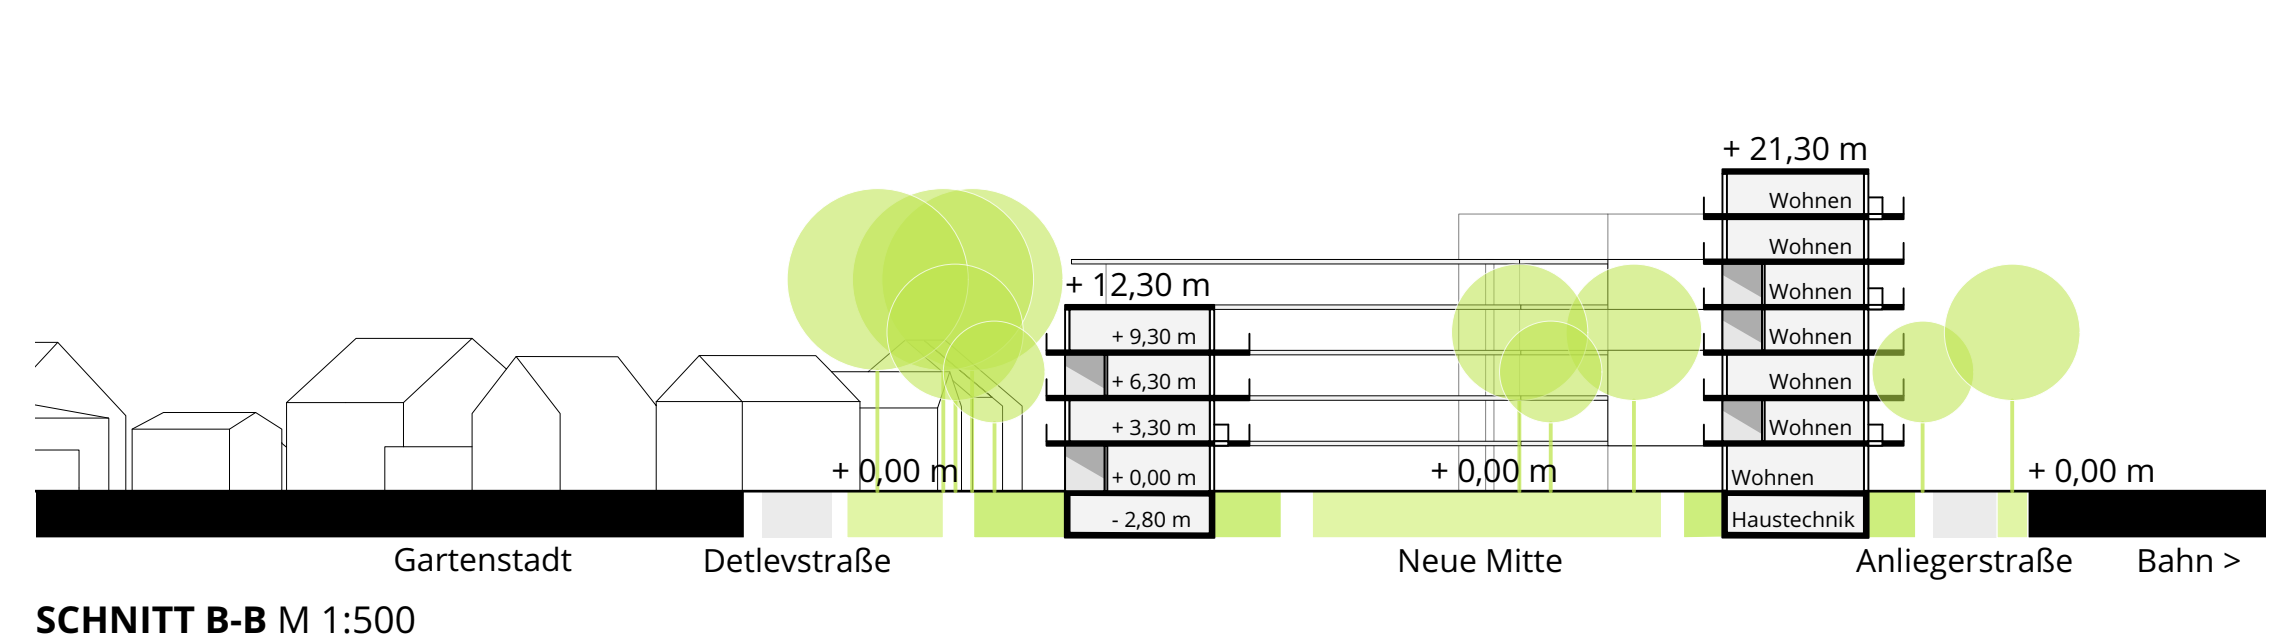 + 21,30 m
Wohnen
Wohnen
+ 12,30 m
Wohnen
+ 9,30 m
Wohnen
+ 6,30 m
Wohnen
+ 3,30 m
Wohnen
+ 0,00 m
+ 0,00 m
+ 0,00 m
Wohnen
+ 0,00 m
- 2,80 m
Haustechnik
Gartenstadt
Detlevstraße
Neue Mitte
Anliegerstraße
Bahn >
SCHNITT B-B M 1:500